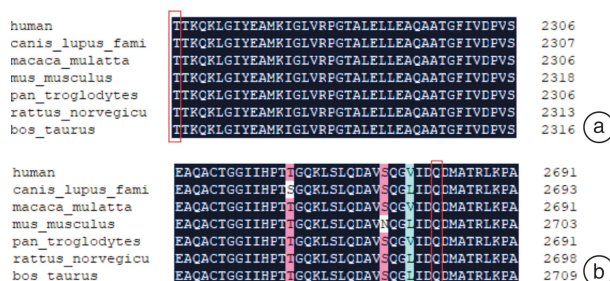 human TTKQKLGIYEAMKIGLVRPGTALELLEAQAATGFIVDPVS 2306
canis_lupus_fami TTKQKLGIYEAMKIGLVRPGTALELLEAQAATGFIVDPVS 2307
macaca_mulatta TTKQKLGIYEAMKIGLVRPGTALELLEAQAATGFIVDPVS 2306
mus_musculus TTKQKLGIYEAMKIGLVRPGTALELLEAQAATGFIVDPVS 2318
pan_troglodytes TTKQKLGIYEAMKIGLVRPGTALELLEAQAATGFIVDPVS 2306
rattus_norvegicu TTKQKLGIYEAMKIGLVRPGTALELLEAQAATGFIVDPVS 2313
bos_taurus TTKQKLGIYEAMKIGLVRPGTALELLEAQAATGFIVDPVS 2316
a
human EAQACTGGIIHPTTGQKLSLQDAVSQGVIDQDMATRLKPA 2691
canis_lupus_fami EAQACTGGIIHPTSGQKLSLQDAVSQGLIDQDMATRLKPA 2693
macaca_mulatta EAQACTGGIIHPTTGQKLSLQDAVSQGVIDQDMATRLKPA 2691
mus_musculus EAQACTGGIIHPTTGQKLSLQDAVNQGLIDQDMATRLKPA 2703
pan_troglodytes EAQACTGGIIHPTTGQKLSLQDAVSQGVIDQDMATRLKPA 2691
rattus_norvegicu EAQACTGGIIHPTTGQKLSLQDAVSQGLIDQDMATRLKPA 2698
bos_taurus EAQACTGGIIHPTTGQKLSLQDAVSQGLIDQDMATRLKPA 2709
b